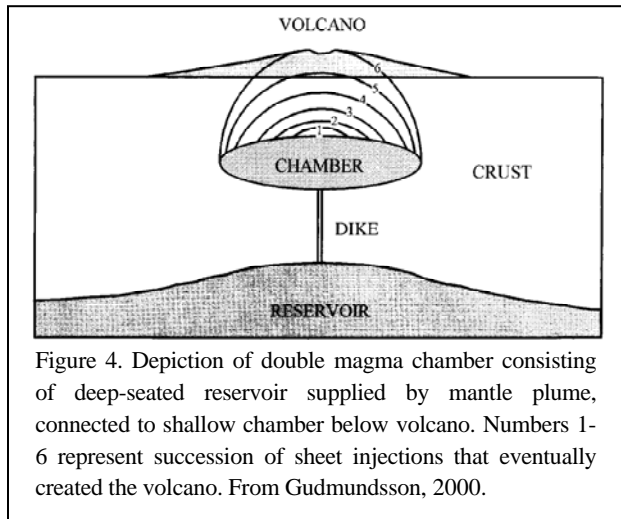 VOLCANO
6
5
4
3
2
1
CHAMBER
CRUST
DIKE
RESERVOIR
Figure 4. Depiction of double magma chamber consisting
of deep-seated reservoir supplied by mantle plume,
connected to shallow chamber below volcano. Numbers 1-
6 represent succession of sheet injections that eventually
created the volcano. From Gudmundsson, 2000.